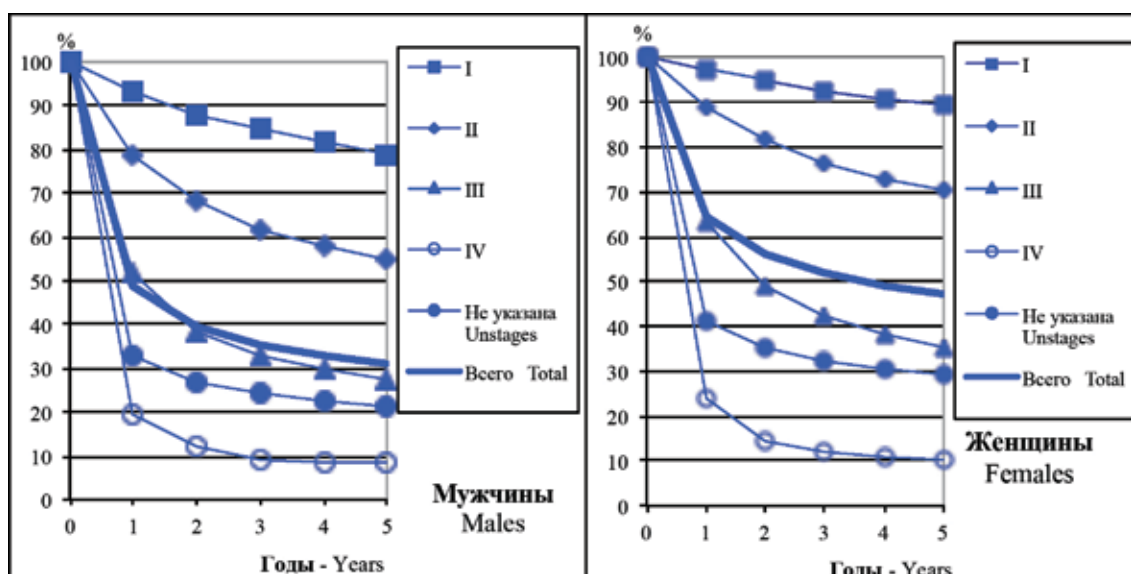 %
100
90
80
70
60
50
40
30
20
10
0
0 1 2 3 4 5
Годы - Years
I
II
III
IV
Не указана
Unstages
Всего Total
Мужчины
Males
%
100
90
80
70
60
50
40
30
20
10
0
0 1 2 3 4 5
Годы - Years
I
II
III
IV
Не указана
Unstages
Всего Total
Женщины
Females